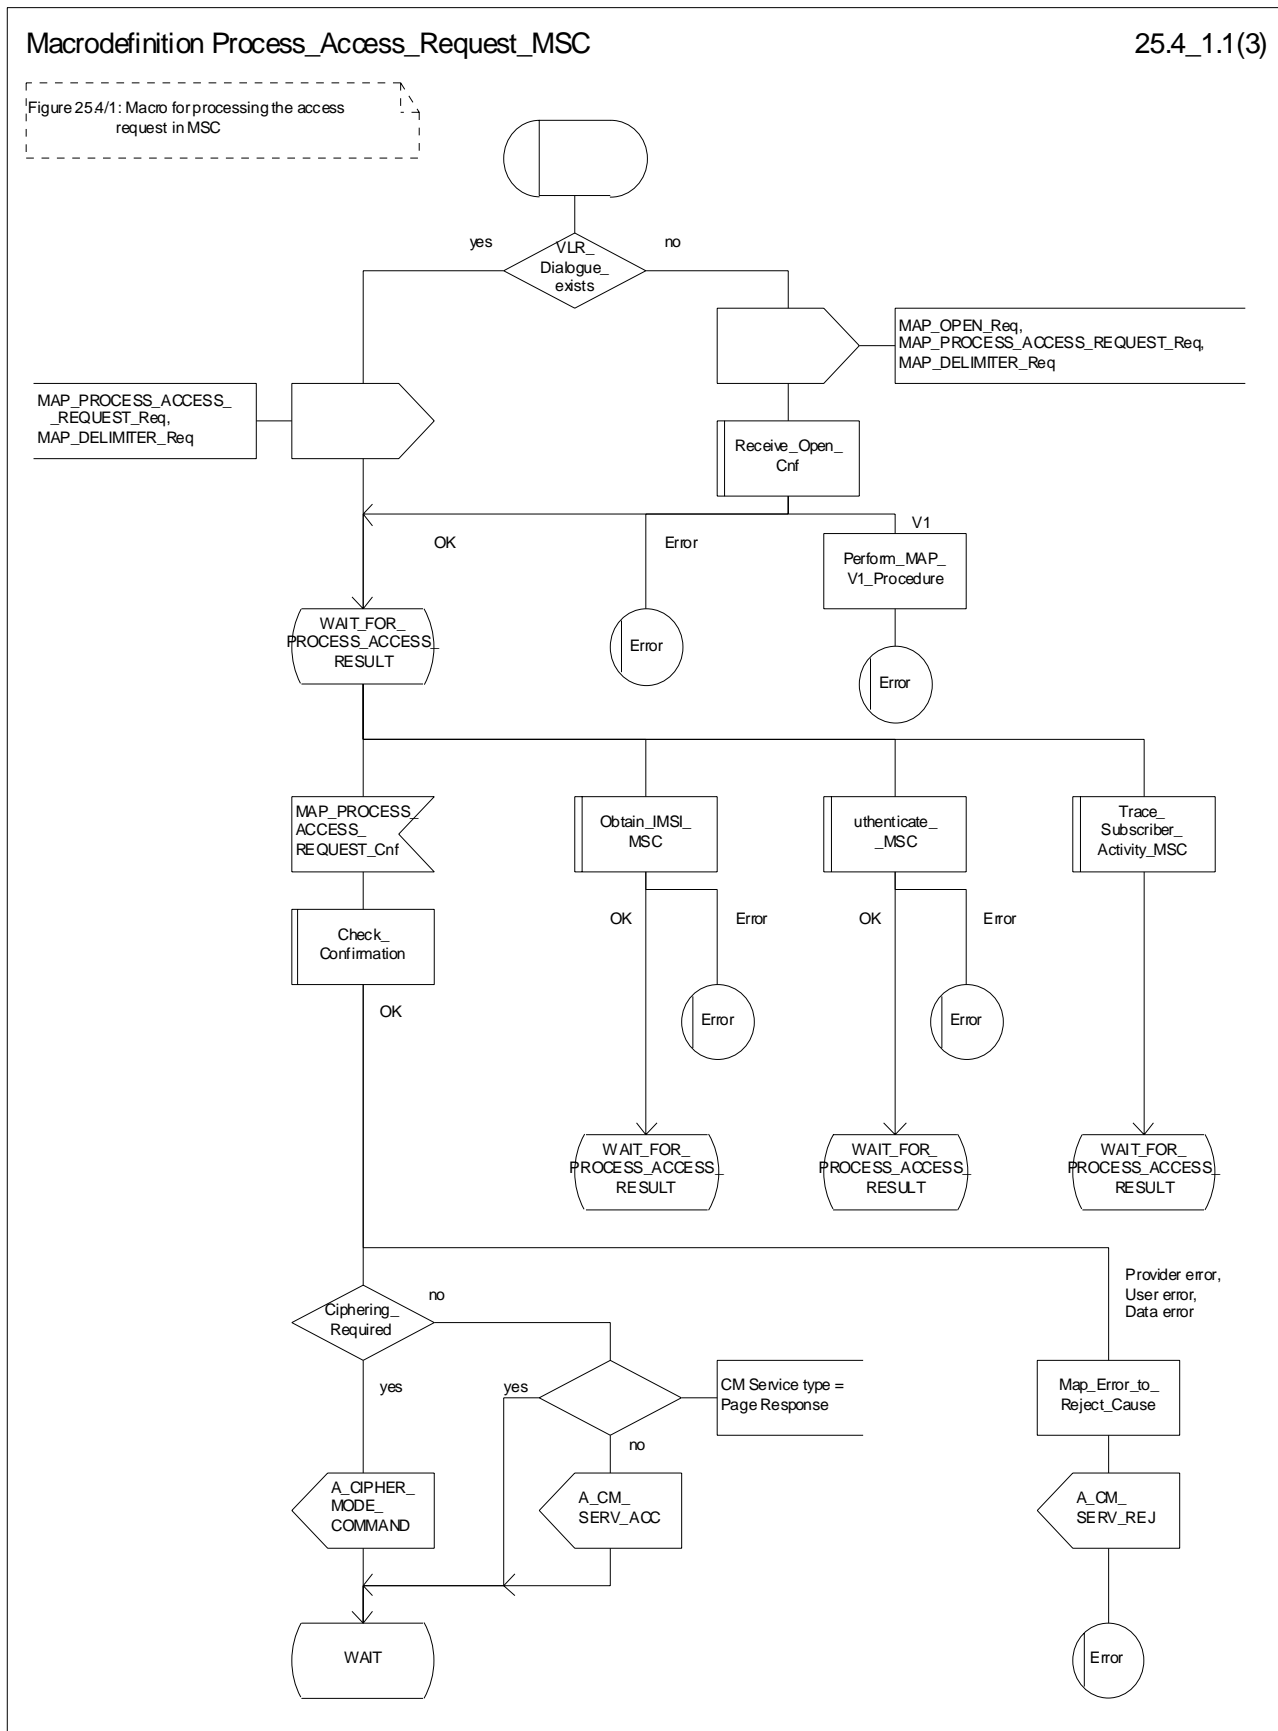 Macrodefinition Process_Access_Request_MSC
25.4_1.1(3)
Figure 25.4/1: Macro for processing the access
request in MSC
yes
VLR_
Dialogue_
exists
no
MAP_OPEN_Req,
MAP_PROCESS_ACCESS_REQUEST_Req,
MAP_DELIMITER_Req
MAP_PROCESS_ACCESS_
_REQUEST_Req,
MAP_DELIMITER_Req
Receive_Open_
Cnf
OK
Error
V1
Perform_MAP_
V1_Procedure
WAIT_FOR_
PROCESS_ACCESS_
RESULT
Error
Error
MAP_PROCESS_
ACCESS_
REQUEST_Cnf
Obtain_IMSI_
MSC
uthenticate_
_MSC
Trace_
Subscriber_
Activity_MSC
Check_
Confirmation
OK
Error
OK
Error
OK
Error
Error
WAIT_FOR_
PROCESS_ACCESS_
RESULT
WAIT_FOR_
PROCESS_ACCESS_
RESULT
WAIT_FOR_
PROCESS_ACCESS_
RESULT
Provider error,
User error,
Data error
Ciphering_
Required
no
yes
yes
CM Service type =
Page Response
no
Map_Error_to_
Reject_Cause
A_CIPHER_
MODE_
COMMAND
A_CM_
SERV_ACC
A_CM_
SERV_REJ
WAIT
Error